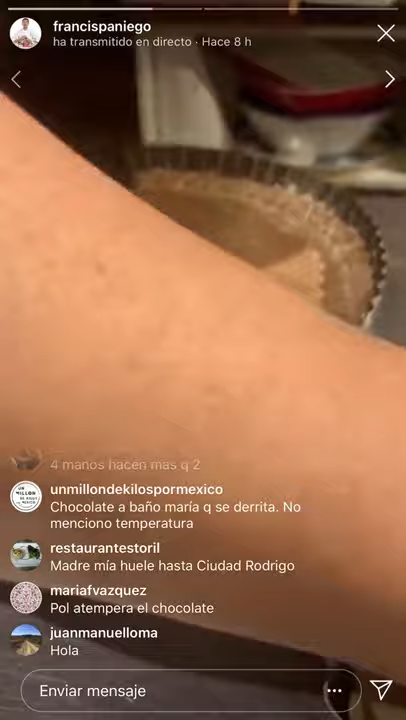 francispaniego
ha transmitido en directo · Hace 8 h
4 manos hacen mas q 2
unmillondekilospormexico
Chocolate a baño maría q se derrita. No
menciono temperatura
restaurantestoril
Madre mía huele hasta Ciudad Rodrigo
mariafvazquez
Pol atempera el chocolate
juanmanuelloma
Hola
Enviar mensaje